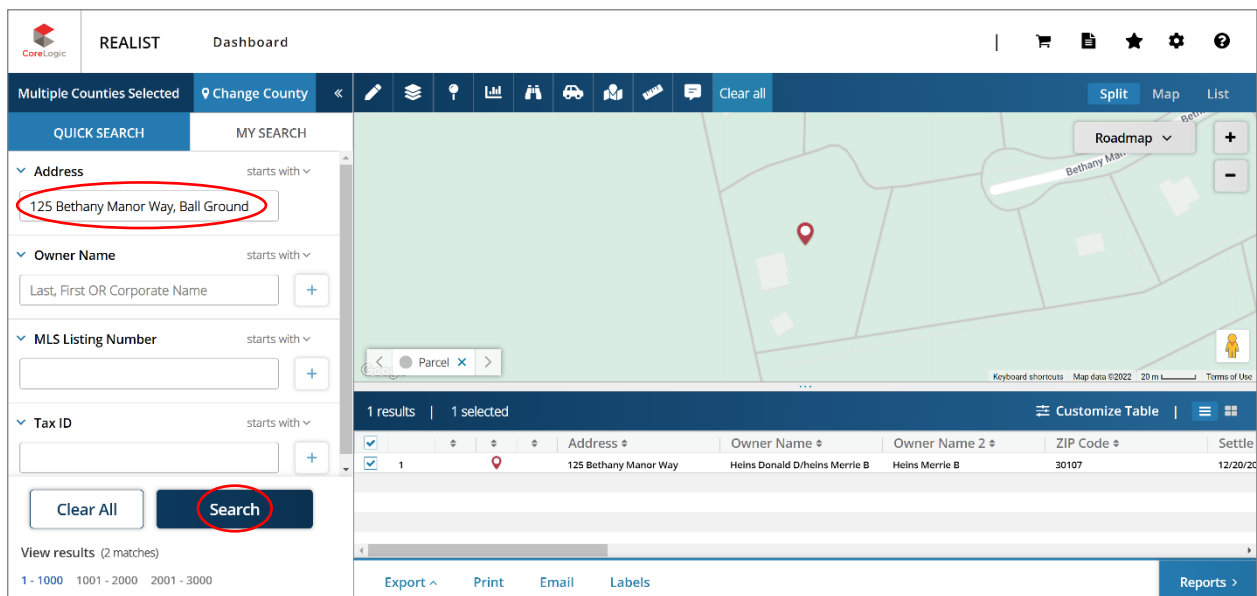 CoreLogic
REALIST
Dashboard
Multiple Counties Selected
Change County
«
Clear all
Split
Map
List
QUICK SEARCH
MY SEARCH
Address
starts with
125 Bethany Manor Way, Ball Ground
Owner Name
starts with
Last, First OR Corporate Name
+
MLS Listing Number
starts with
+
Tax ID
starts with
+
Clear All
Search
View results (2 matches)
1 - 1000 1001 - 2000 2001 - 3000
Roadmap
+
−
Bethany Man
Beth
Parcel ×
Google
Keyboard shortcuts Map data ©2022 20 m Terms of Use
1 results | 1 selected
Customize Table |
Address Owner Name Owner Name 2 ZIP Code Settle
1 125 Bethany Manor Way Heins Donald D/heins Merrie B Heins Merrie B 30107 12/20/20
Export Print Email Labels
Reports >